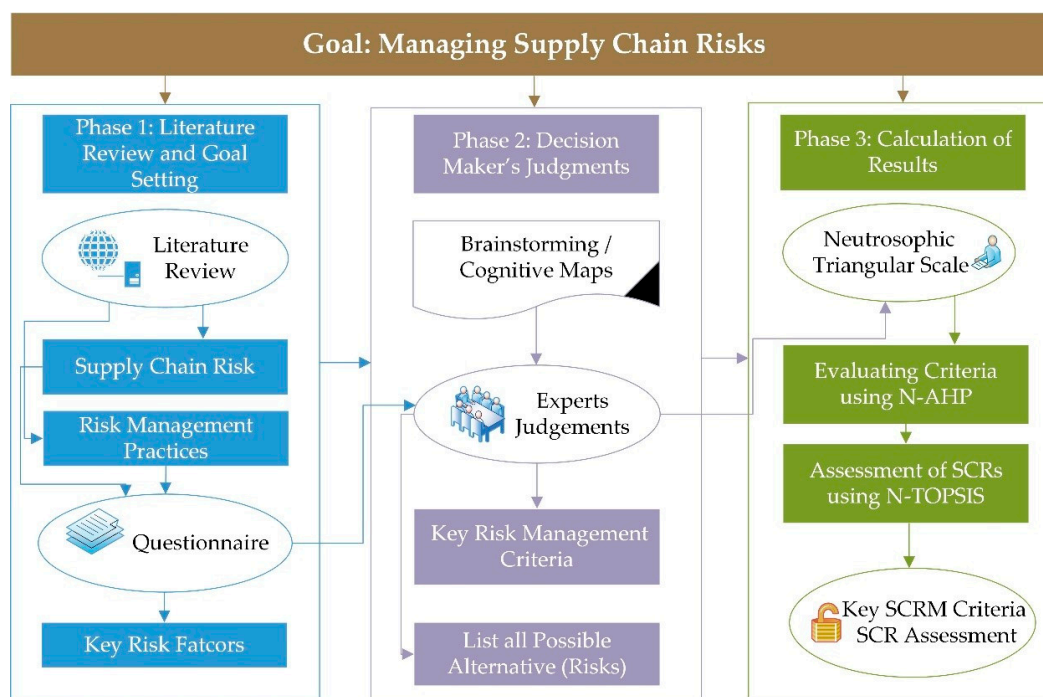 Goal: Managing Supply Chain Risks
Phase 1: Literature
Review and Goal
Setting
Literature
Review
Supply Chain Risk
Risk Management
Practices
Questionnaire
Key Risk Fatcors
Phase 2: Decision
Maker's Judgments
Brainstorming /
Cognitive Maps
Experts
Judgements
Key Risk Management
Criteria
List all Possible
Alternative (Risks)
Phase 3: Calculation of
Results
Neutrosophic
Triangular Scale
Evaluating Criteria
using N-AHP
Assessment of SCRs
using N-TOPSIS
Key SCRM Criteria
SCR Assessment